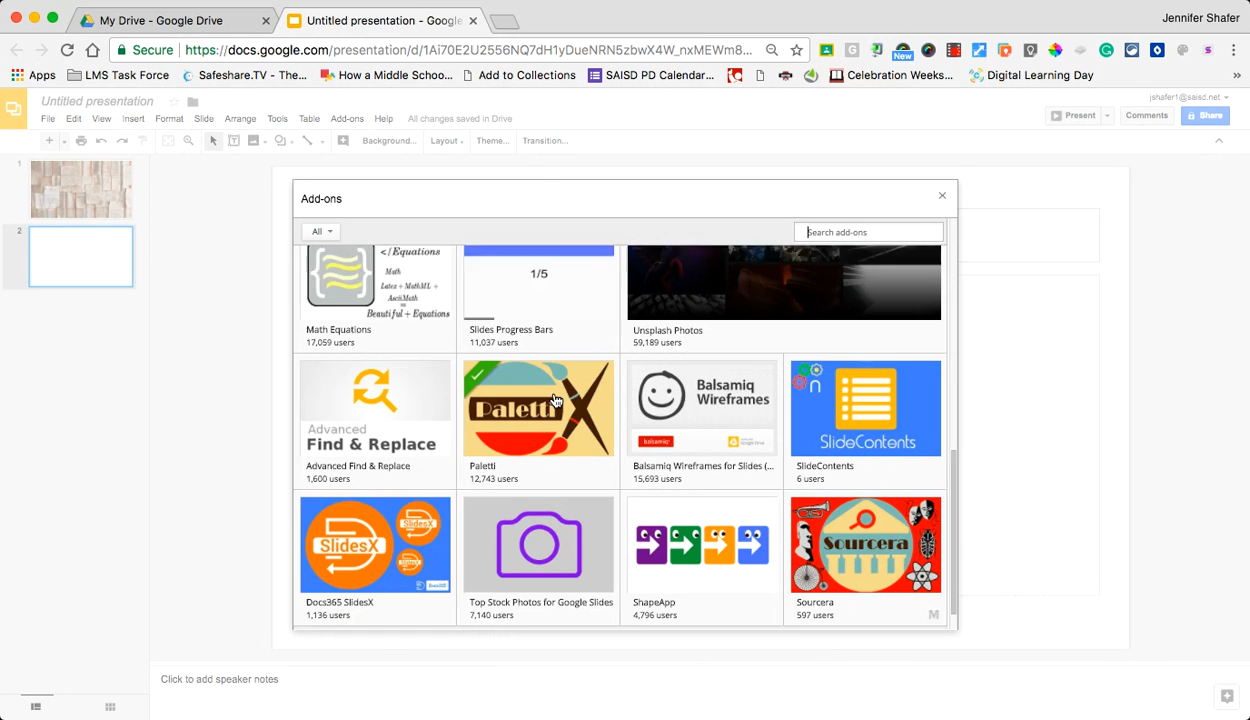 My Drive - Google Drive
Untitled presentation - Google
Jennifer Shafer
Secure
https://docs.google.com/presentation/d/1Ai70E2U2556NQ7dH1yDueNRN5zbwX4W_nxMEWm8...
New
Apps
LMS Task Force
Safeshare.TV - The...
How a Middle Schoo...
Add to Collections
SAISD PD Calendar...
Celebration Weeks...
Digital Learning Day
Untitled presentation
jshafer1@saisd.net
File Edit View Insert Format Slide Arrange Tools Table Add-ons Help All changes saved in Drive
Present
Comments
Share
Background... Layout Theme... Transition...
1
2
Add-ons
All
Search add-ons
</Equations
Math
Latex + MathML +
AsciiMath
=
Beautiful + Equations
1/5
Math Equations
17,059 users
Slides Progress Bars
11,037 users
Unsplash Photos
59,189 users
Advanced
Find & Replace
Advanced Find & Replace
1,600 users
Paletti
Paletti
12,743 users
Balsamiq
Wireframes
balsamiq
Balsamiq Wireframes for Slides (...
15,693 users
n
SlideContents
SlideContents
6 users
SlidesX
SlidesX
SlidesX
Docs365 SlidesX
1,136 users
Top Stock Photos for Google Slides
7,140 users
ShapeApp
4,796 users
Sourcera
Sourcera
597 users
Click to add speaker notes